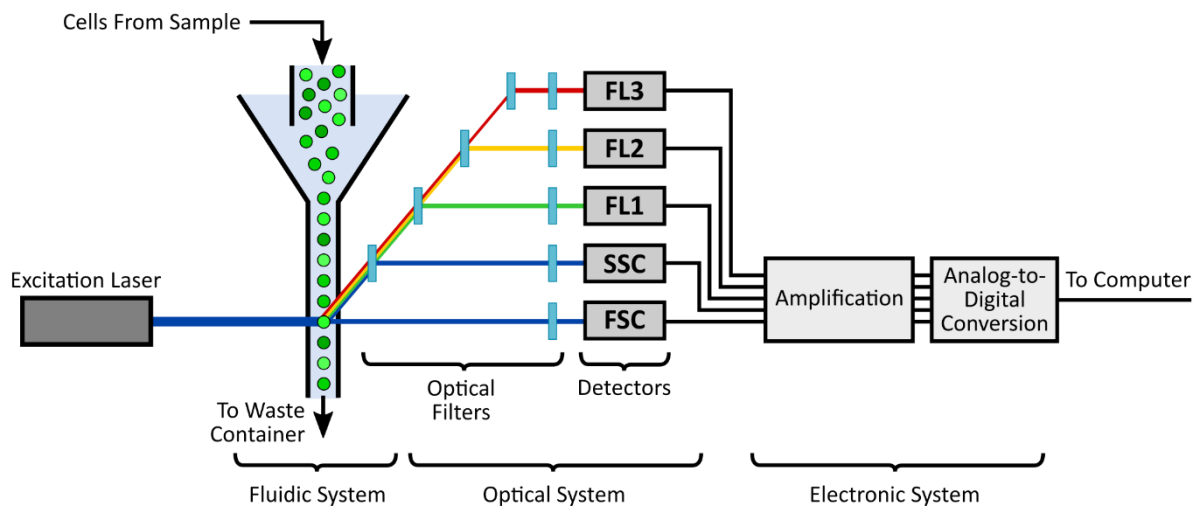 Cells From Sample
FL3
FL2
FL1
SSC
FSC
Excitation Laser
Amplification
Analog-to-
Digital
Conversion
To Computer
Optical
Filters
Detectors
To Waste
Container
Fluidic System
Optical System
Electronic System